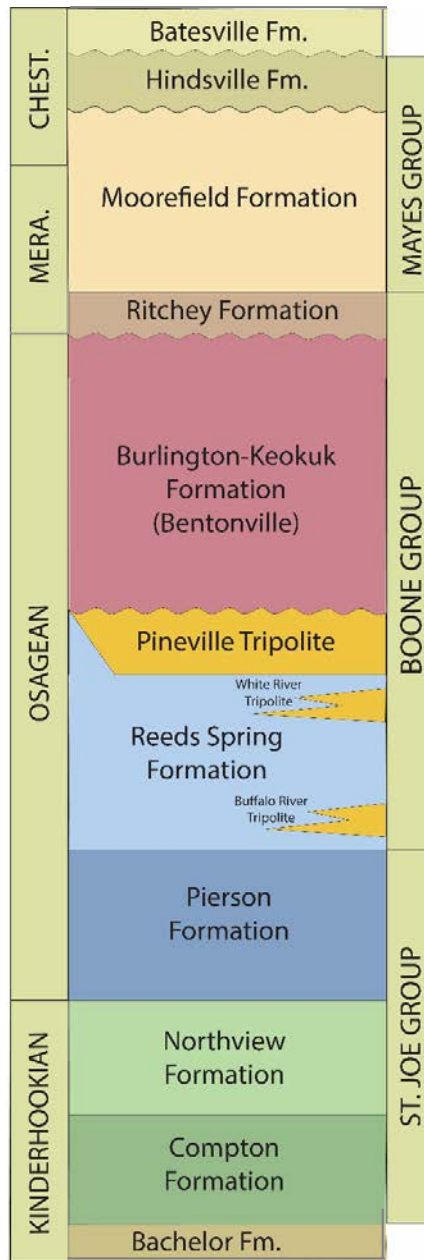 CHEST.
MERA.
OSAGEAN
KINDERHOOKIAN
Batesville Fm.
Hindsville Fm.
Moorefield Formation
Ritchey Formation
Burlington-Keokuk
Formation
(Bentonville)
Pineville Tripolite
White River
Tripolite
Reeds Spring
Formation
Buffalo River
Tripolite
Pierson
Formation
Northview
Formation
Compton
Formation
Bachelor Fm.
MAYES GROUP
BOONE GROUP
ST. JOE GROUP